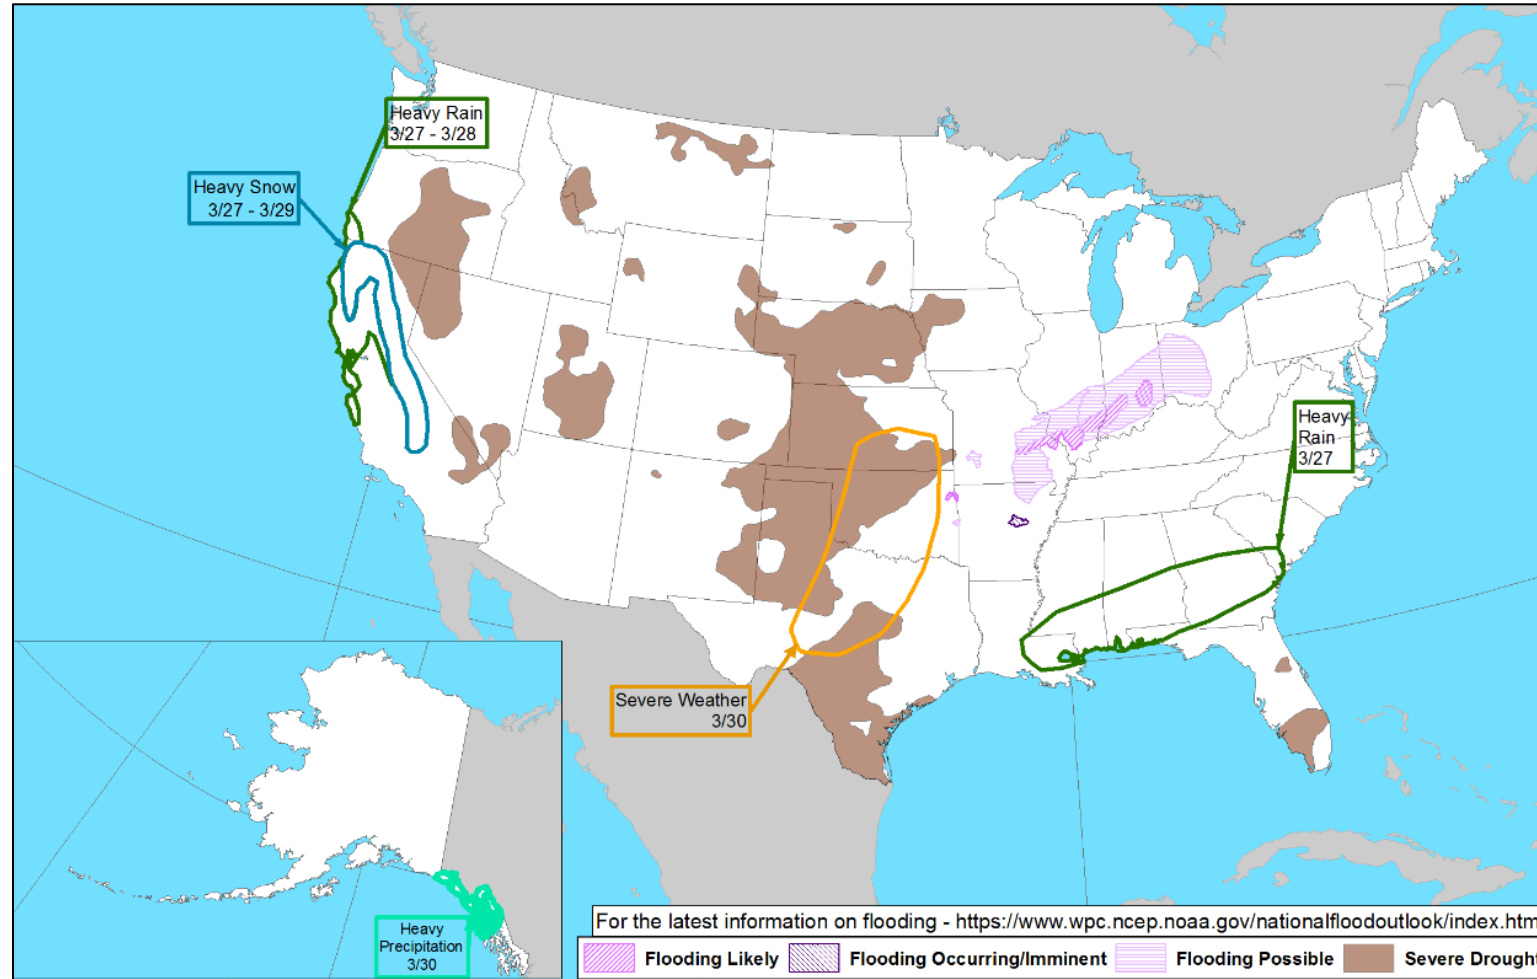 Heavy Rain
3/27 - 3/28
Heavy Snow
3/27 - 3/29
Heavy
Rain
3/27
Severe Weather
3/30
Heavy
Precipitation
3/30
For the latest information on flooding - https://www.wpc.ncep.noaa.gov/nationalfloodoutlook/index.htm
Flooding Likely Flooding Occurring/Imminent Flooding Possible Severe Drough